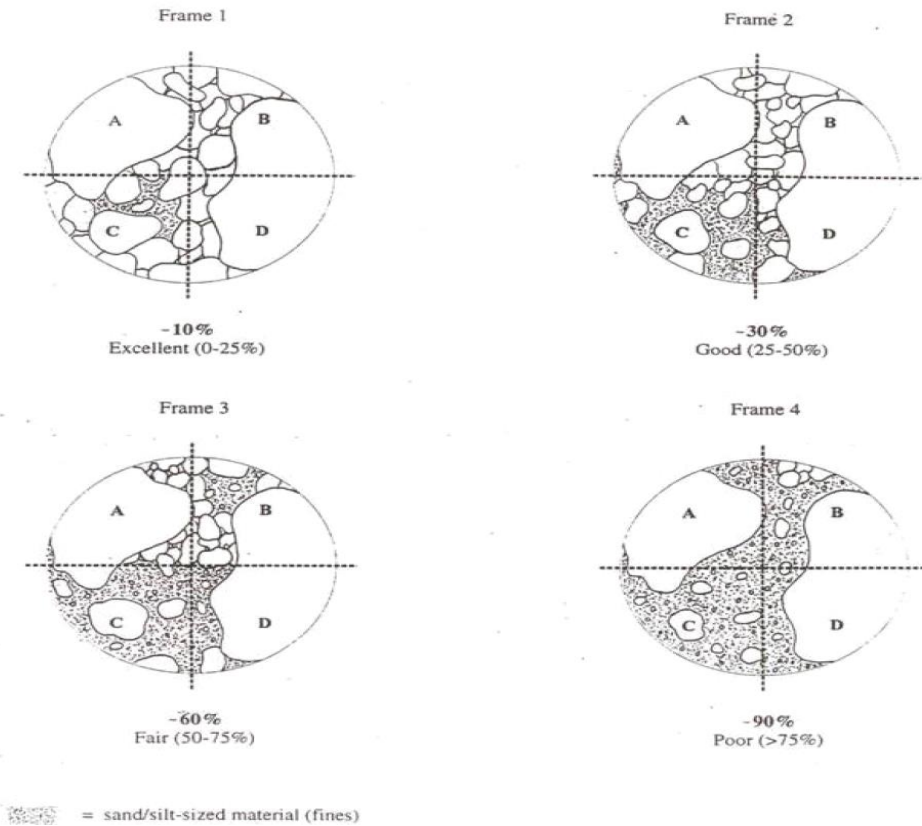 Frame 1
Frame 2
A
B
C
D
A
B
C
D
~10%
Excellent (0-25%)
~30%
Good (25-50%)
Frame 3
Frame 4
A
B
C
D
A
B
C
D
~60%
Fair (50-75%)
~90%
Poor (>75%)
= sand/silt-sized material (fines)